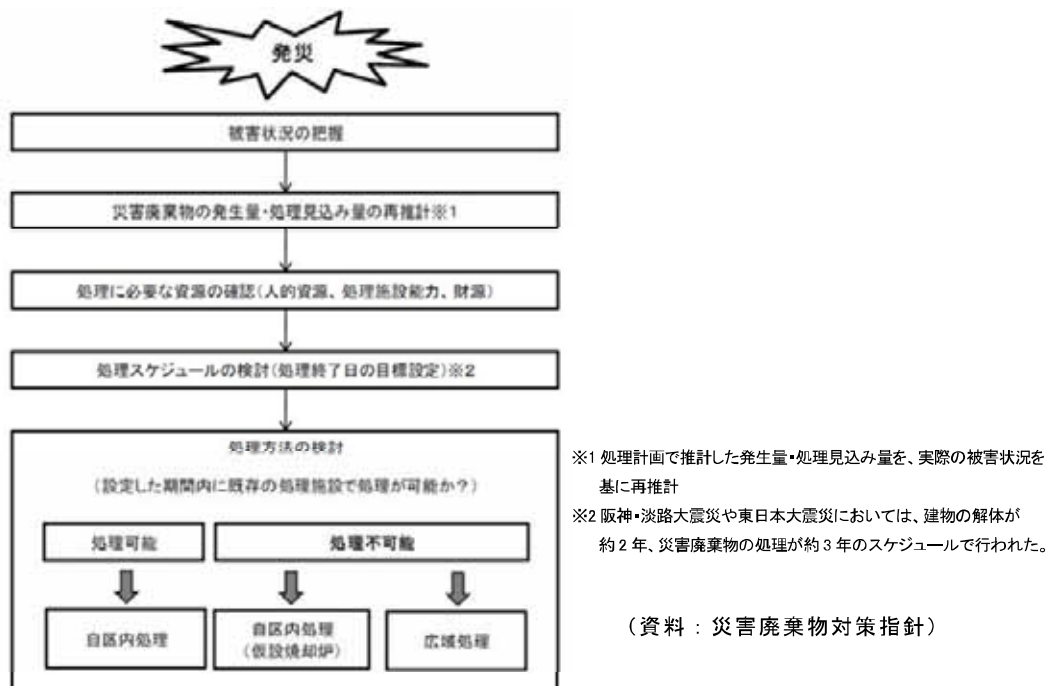 発災
被害状況の把握
災害廃棄物の発生量・処理見込み量の再推計※1
処理に必要な資源の確認(人的資源、処理施設能力、財源)
処理スケジュールの検討(処理終了日の目標設定)※2
処理方法の検討
(設定した期間内に既存の処理施設で処理が可能か?)
処理可能
処理不可能
自区内処理
自区内処理
(仮設焼却炉)
広域処理
※1 処理計画で推計した発生量・処理見込み量を、実際の被害状況を
基に再推計
※2 阪神・淡路大震災や東日本大震災においては、建物の解体が
約2年、災害廃棄物の処理が約3年のスケジュールで行われた。
(資料:災害廃棄物対策指針)